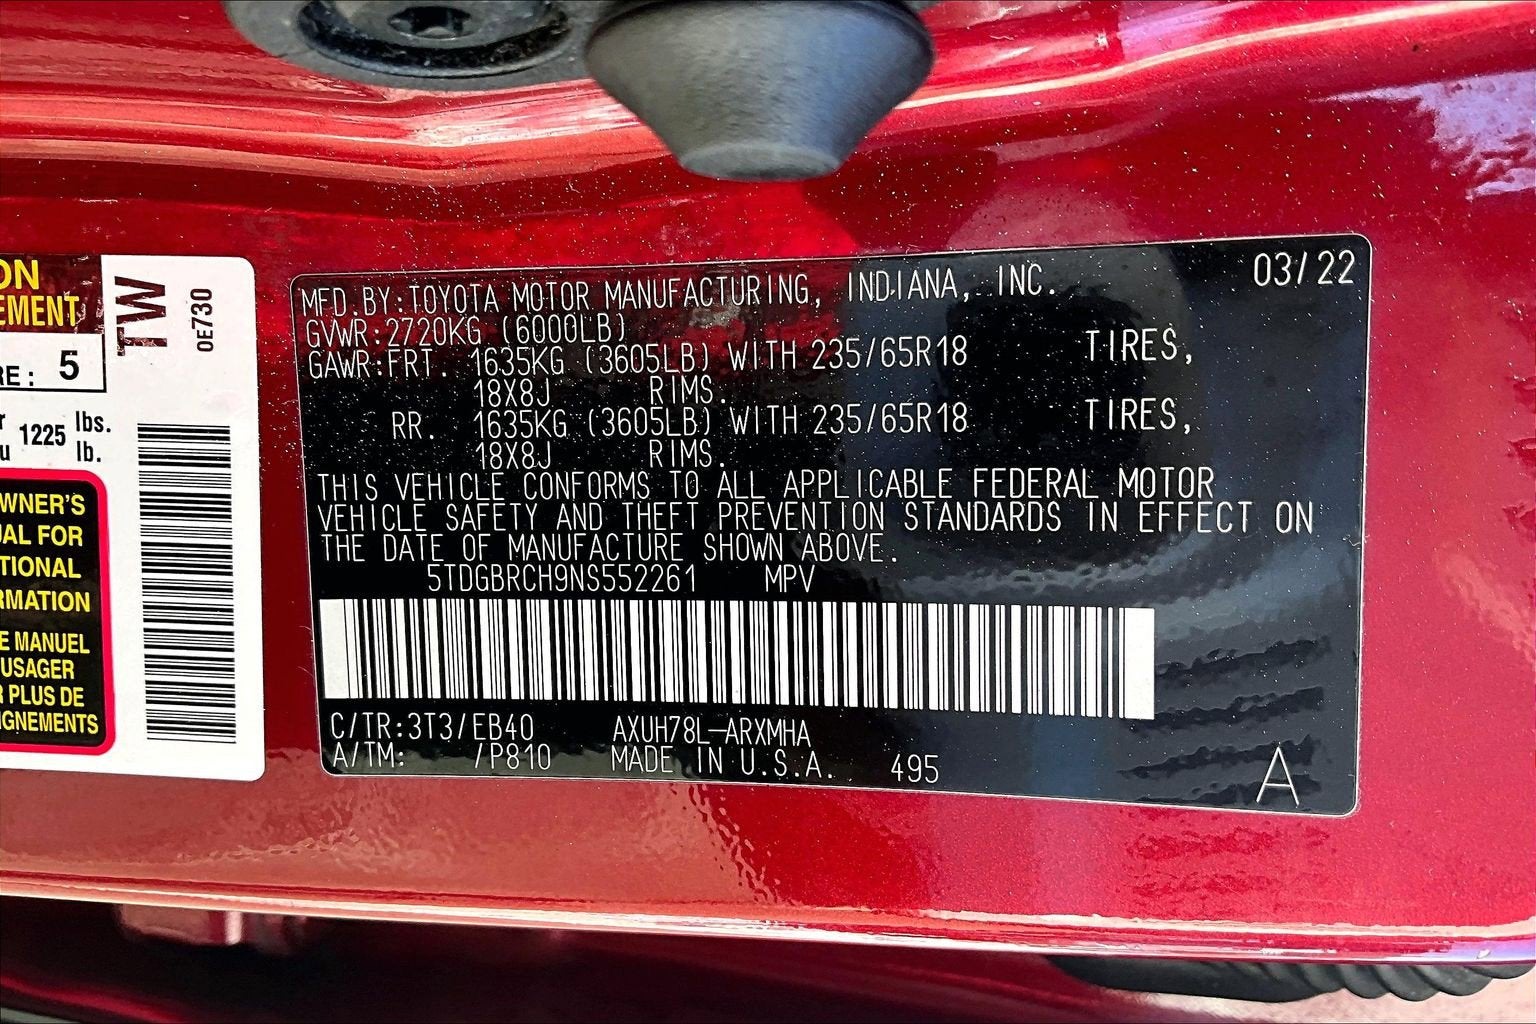 ON
EMENT
RE: 5
1225 lbs.
lb.
WNER'S
UAL FOR
TIONAL
RMATION
E MANUEL
USAGER
R PLUS DE
IGNEMENTS
TW
0E730
03/22
MFD.BY:TOYOTA MOTOR MANUFACTURING, INDIANA, INC.
GVWR:2720KG (6000LB)
GAWR:FRT. 1635KG (3605LB) WITH 235/65R18 TIRES,
18X8J RIMS.
RR. 1635KG (3605LB) WITH 235/65R18 TIRES,
18X8J RIMS.
THIS VEHICLE CONFORMS TO ALL APPLICABLE FEDERAL MOTOR
VEHICLE SAFETY AND THEFT PREVENTION STANDARDS IN EFFECT ON
THE DATE OF MANUFACTURE SHOWN ABOVE.
5TDGBRCH9NS552261 MPV
C/TR:3T3/EB40 AXUH78L-ARXMHA
A/TM: /P810 MADE IN U.S.A. 495
A